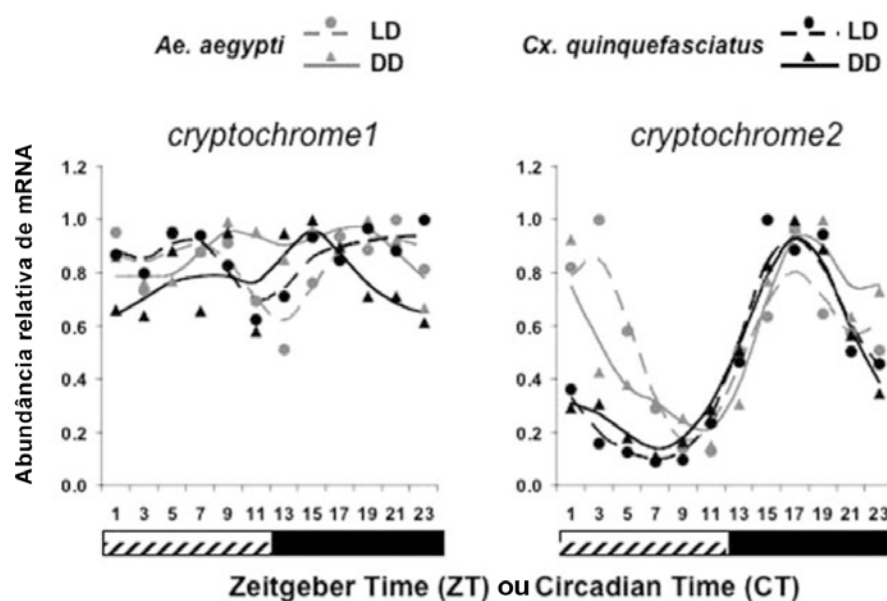 Ae. aegypti
LD
DD
Cx. quinquefasciatus
LD
DD
cryptochrome1
cryptochrome2
Abundância relativa de mRNA
1.2
1.0
0.8
0.6
0.4
0.2
0.0
1 3 5 7 9 11 13 15 17 19 21 23
1.2
1.0
0.8
0.6
0.4
0.2
0.0
1 3 5 7 9 11 13 15 17 19 21 23
Zeitgeber Time (ZT) ou Circadian Time (CT)